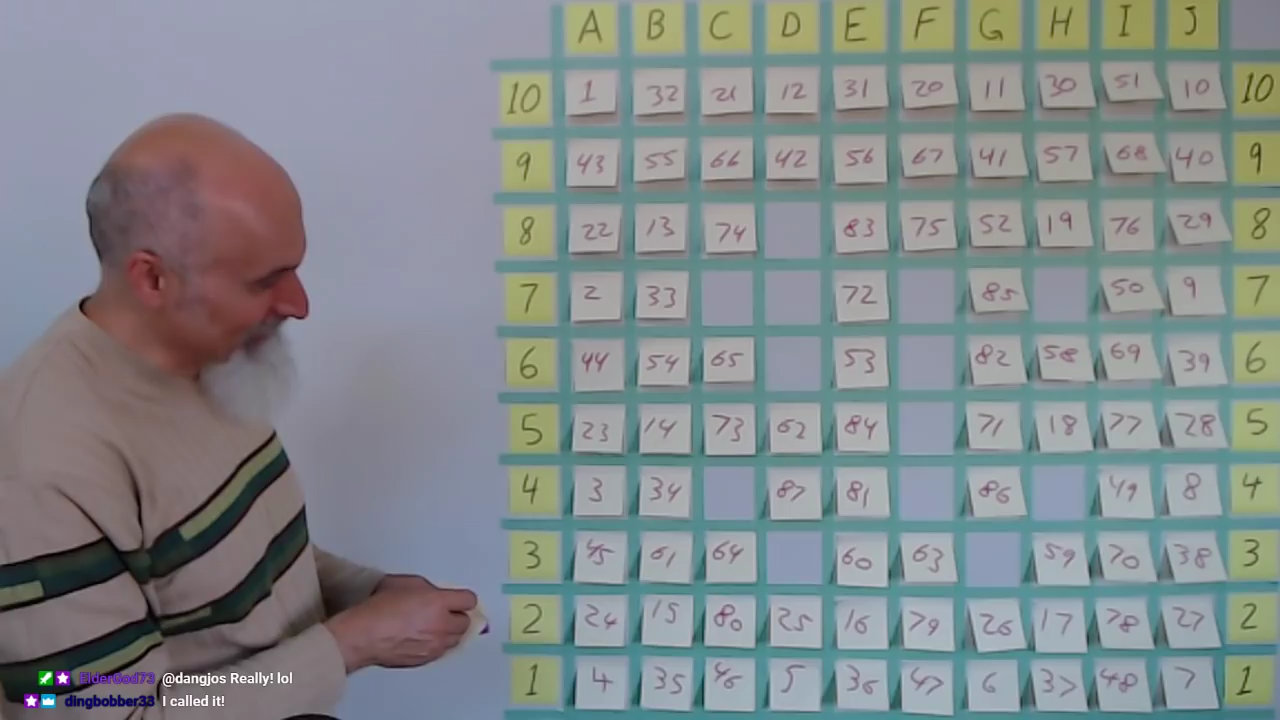 A B C D E F G H I J
10 1 32 21 12 31 20 11 30 51 10 10
9 43 55 66 42 56 67 41 57 68 40 9
8 22 13 74 83 75 52 19 76 29 8
7 2 33 72 85 50 9 7
6 44 54 65 53 82 58 69 39 6
5 23 14 73 62 84 71 18 77 28 5
4 3 34 87 81 86 49 8 4
3 45 61 64 60 63 59 70 38 3
2 24 15 80 25 16 79 26 17 78 27 2
1 4 35 46 5 36 47 6 37 48 7 1
ElderGod73 @dangjos Really! lol
dingbobber33 I called it!